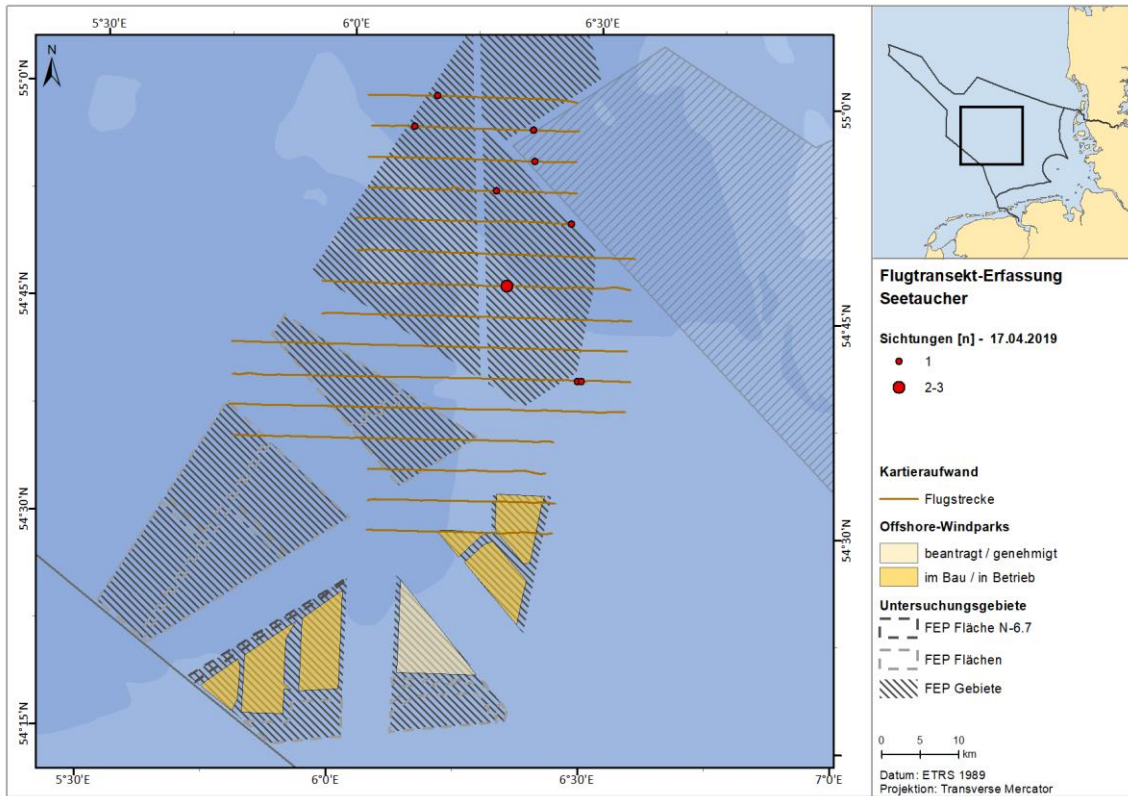 5°30'E 6°0'E 6°30'E
N
55°0'N
55°0'N
54°45'N
54°45'N
54°30'N
54°30'N
54°15'N
5°30'E 6°0'E 6°30'E 7°0'E
Flugtransekt-Erfassung
Seetaucher
Sichtungen [n] - 17.04.2019
1
2-3
Kartieraufwand
Flugstrecke
Offshore-Windparks
beantragt / genehmigt
im Bau / in Betrieb
Untersuchungsgebiete
FEP Fläche N-6.7
FEP Flächen
FEP Gebiete
0 5 10
km
Datum: ETRS 1989
Projektion: Transverse Mercator